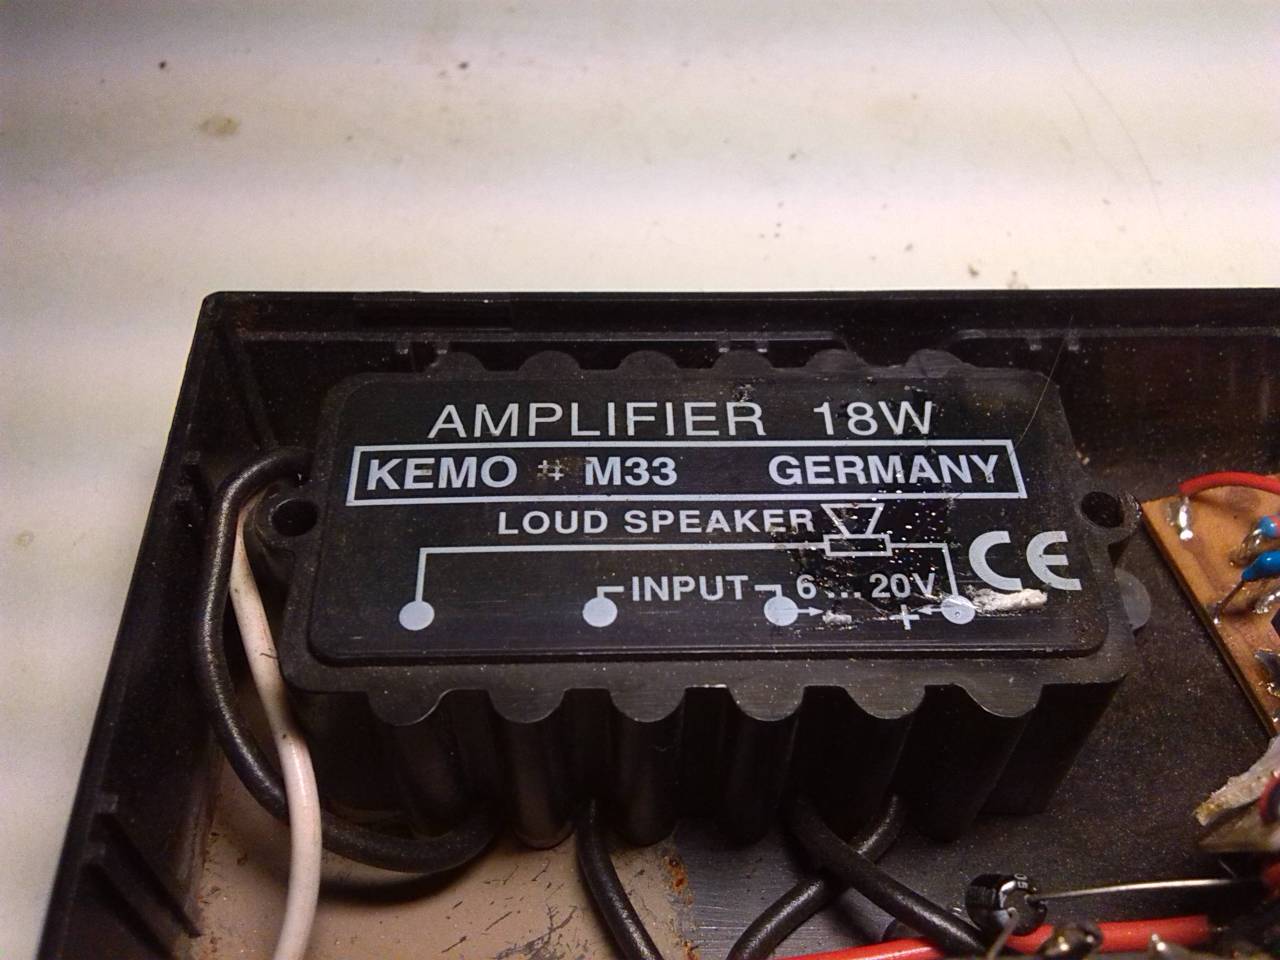 AMPLIFIER 18W
KEMO M33 GERMANY
LOUD SPEAKER
CE
INPUT 6...20V
+